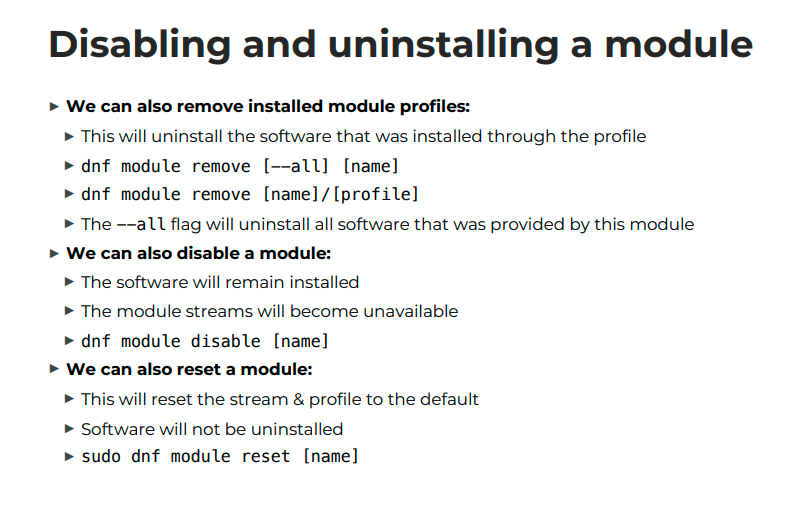 Disabling and uninstalling a module
▸ We can also remove installed module profiles:
▸ This will uninstall the software that was installed through the profile
▸ dnf module remove [--all] [name]
▸ dnf module remove [name]/[profile]
▸ The --all flag will uninstall all software that was provided by this module
▸ We can also disable a module:
▸ The software will remain installed
▸ The module streams will become unavailable
▸ dnf module disable [name]
▸ We can also reset a module:
▸ This will reset the stream & profile to the default
▸ Software will not be uninstalled
▸ sudo dnf module reset [name]